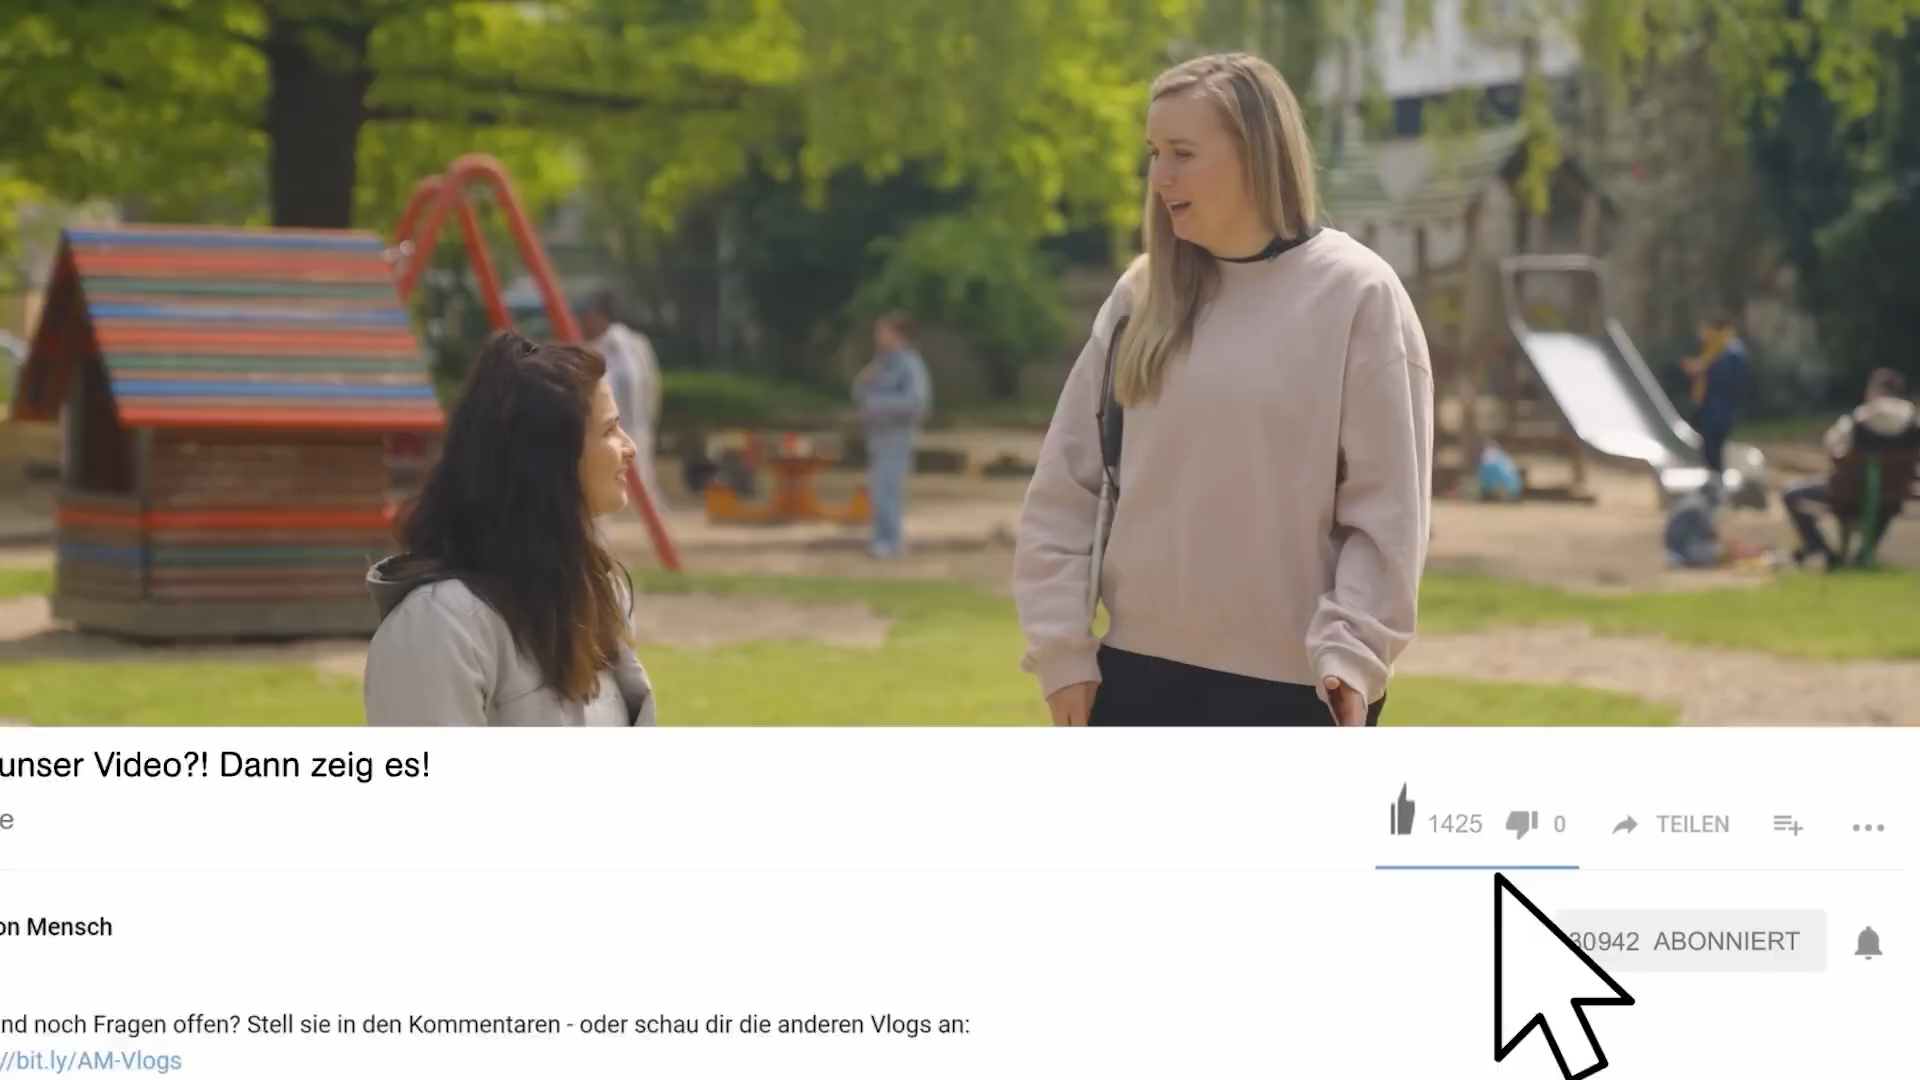 unser Video?! Dann zeig es!
e
1425 0 TEILEN
on Mensch
30942 ABONNIERT
nd noch Fragen offen? Stell sie in den Kommentaren - oder schau dir die anderen Vlogs an:
//bit.ly/AM-Vlogs